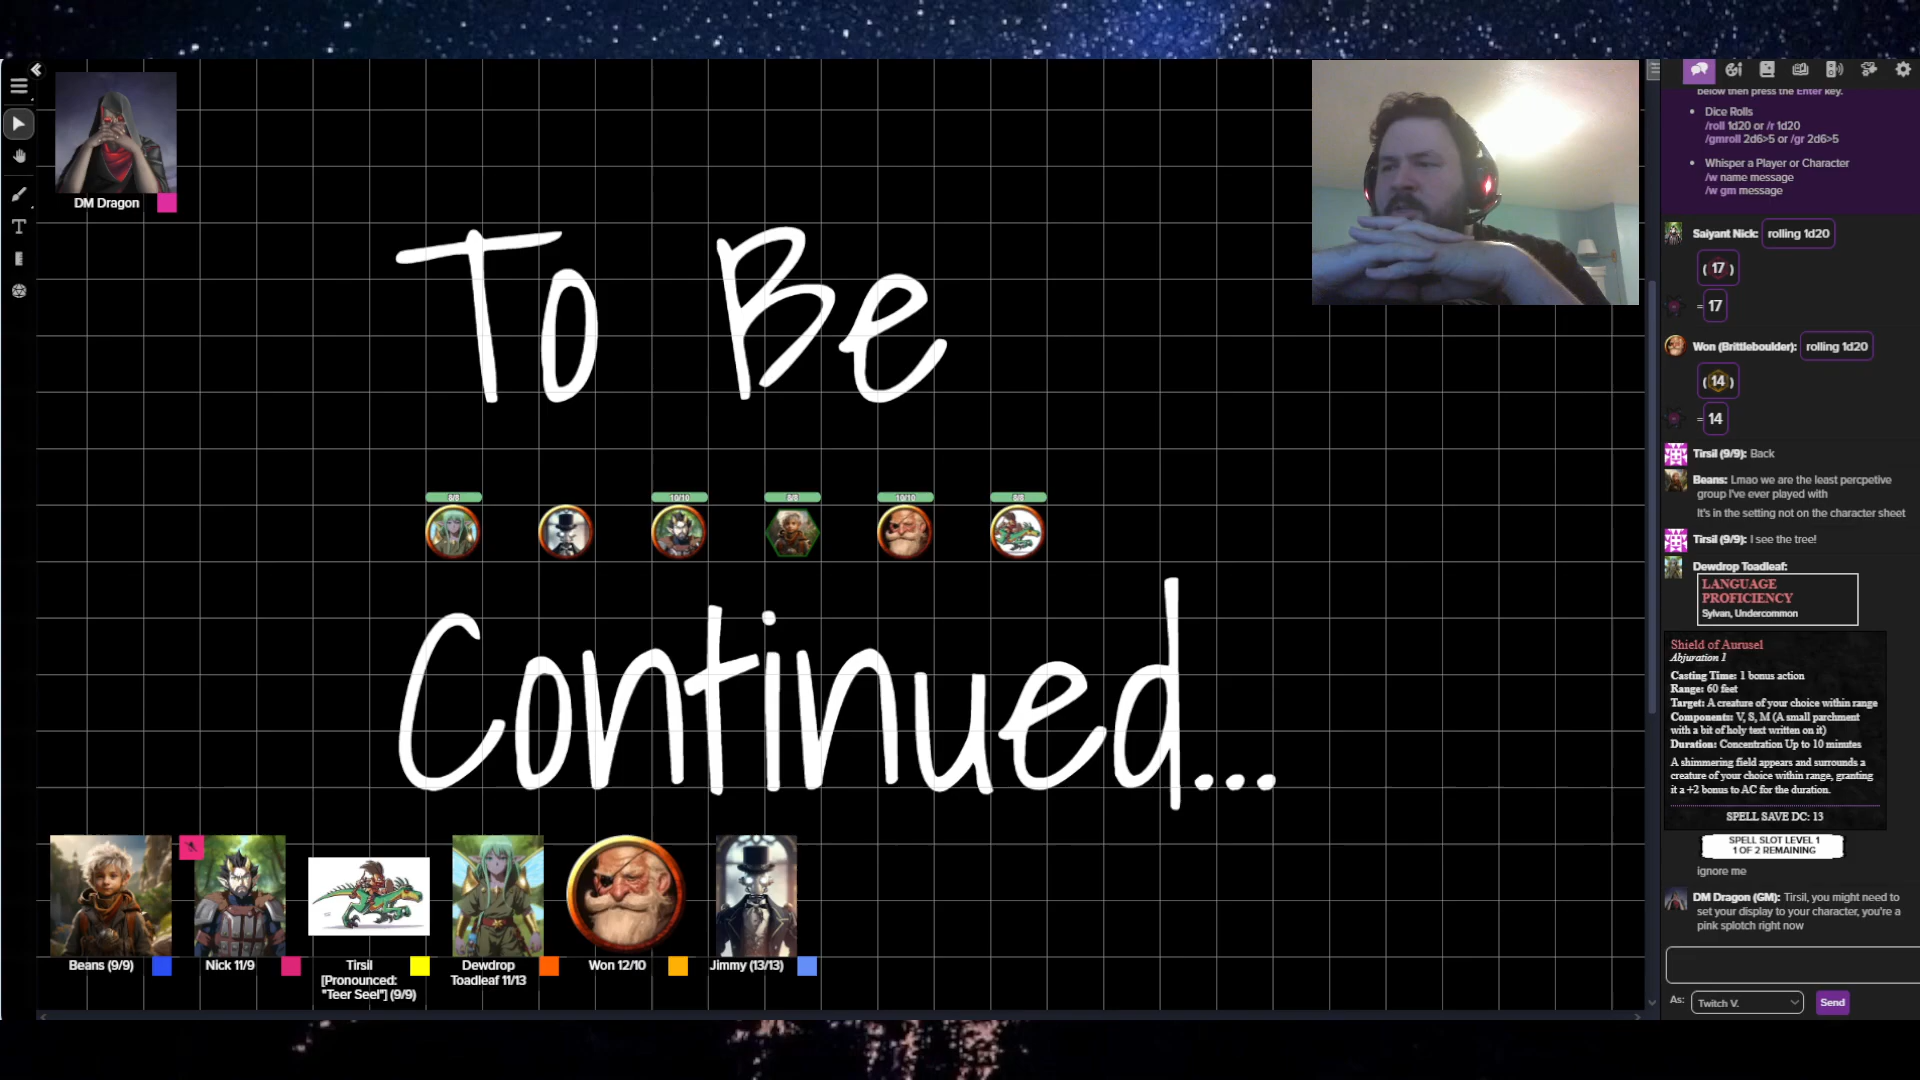 DM Dragon
To Be
8/8
10/10
8/8
10/10
8/8
Continued...
Beans (9/9)
Nick 11/9
Tirsil
[Pronounced:
"Teer Seel"] (9/9)
Dewdrop
Toadleaf 11/13
Won 12/10
Jimmy (13/13)
below then press the Enter key.
• Dice Rolls
/roll 1d20 or /r 1d20
/gmroll 2d6>5 or /gr 2d6>5
• Whisper a Player or Character
/w name message
/w gm message
Saiyant Nick: rolling 1d20
(17)
=17
Won (Brittleboulder): rolling 1d20
(14)
=14
Tirsil (9/9): Back
Beans: Lmao we are the least percpetive
group I've ever played with
It's in the setting not on the character sheet
Tirsil (9/9): I see the tree!
Dewdrop Toadleaf:
LANGUAGE
PROFICIENCY
Sylvan, Undercommon
Shield of Aurusel
Abjuration 1
Casting Time: 1 bonus action
Range: 60 feet
Target: A creature of your choice within range
Components: V, S, M (A small parchment
with a bit of holy text written on it)
Duration: Concentration Up to 10 minutes
A shimmering field appears and surrounds a
creature of your choice within range, granting
it a +2 bonus to AC for the duration.
SPELL SAVE DC: 13
SPELL SLOT LEVEL 1
1 OF 2 REMAINING
ignore me
DM Dragon (GM): Tirsil, you might need to
set your display to your character, you're a
pink splotch right now
As: Twitch V. Send